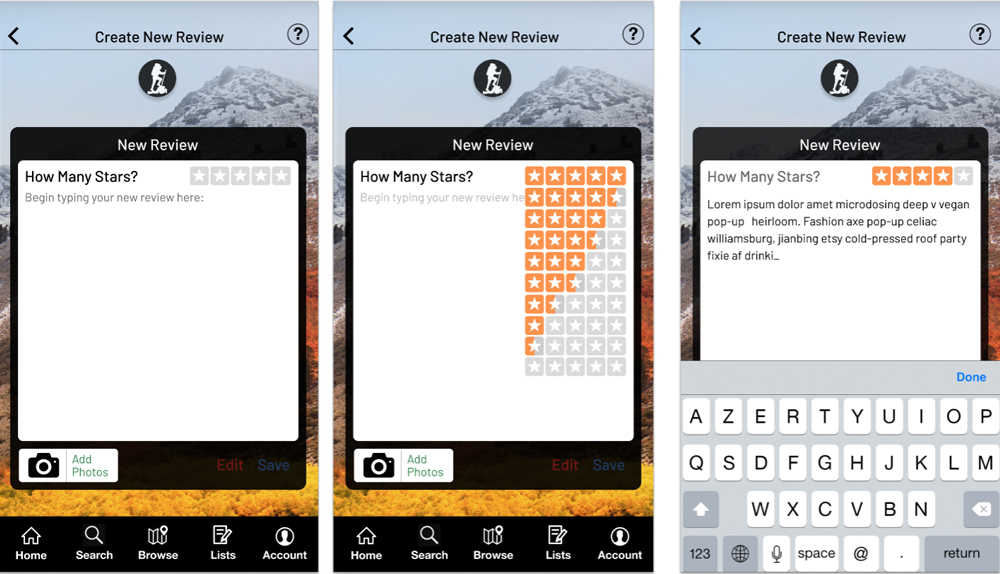 Create New Review
?
New Review
How Many Stars?
Begin typing your new review here:
Add
Photos
Edit Save
Home Search Browse Lists Account
Create New Review
?
New Review
How Many Stars?
Begin typing your new review he
Add
Photos
Edit Save
Home Search Browse Lists Account
Create New Review
?
New Review
How Many Stars?
Lorem ipsum dolor amet microdosing deep v vegan
pop-up heirloom. Fashion axe pop-up celiac
williamsburg, jianbing etsy cold-pressed roof party
fixie af drinki_
Done
A Z E R T Y U I O P
Q S D F G H J K L M
W X C V B N
123 space @ . return